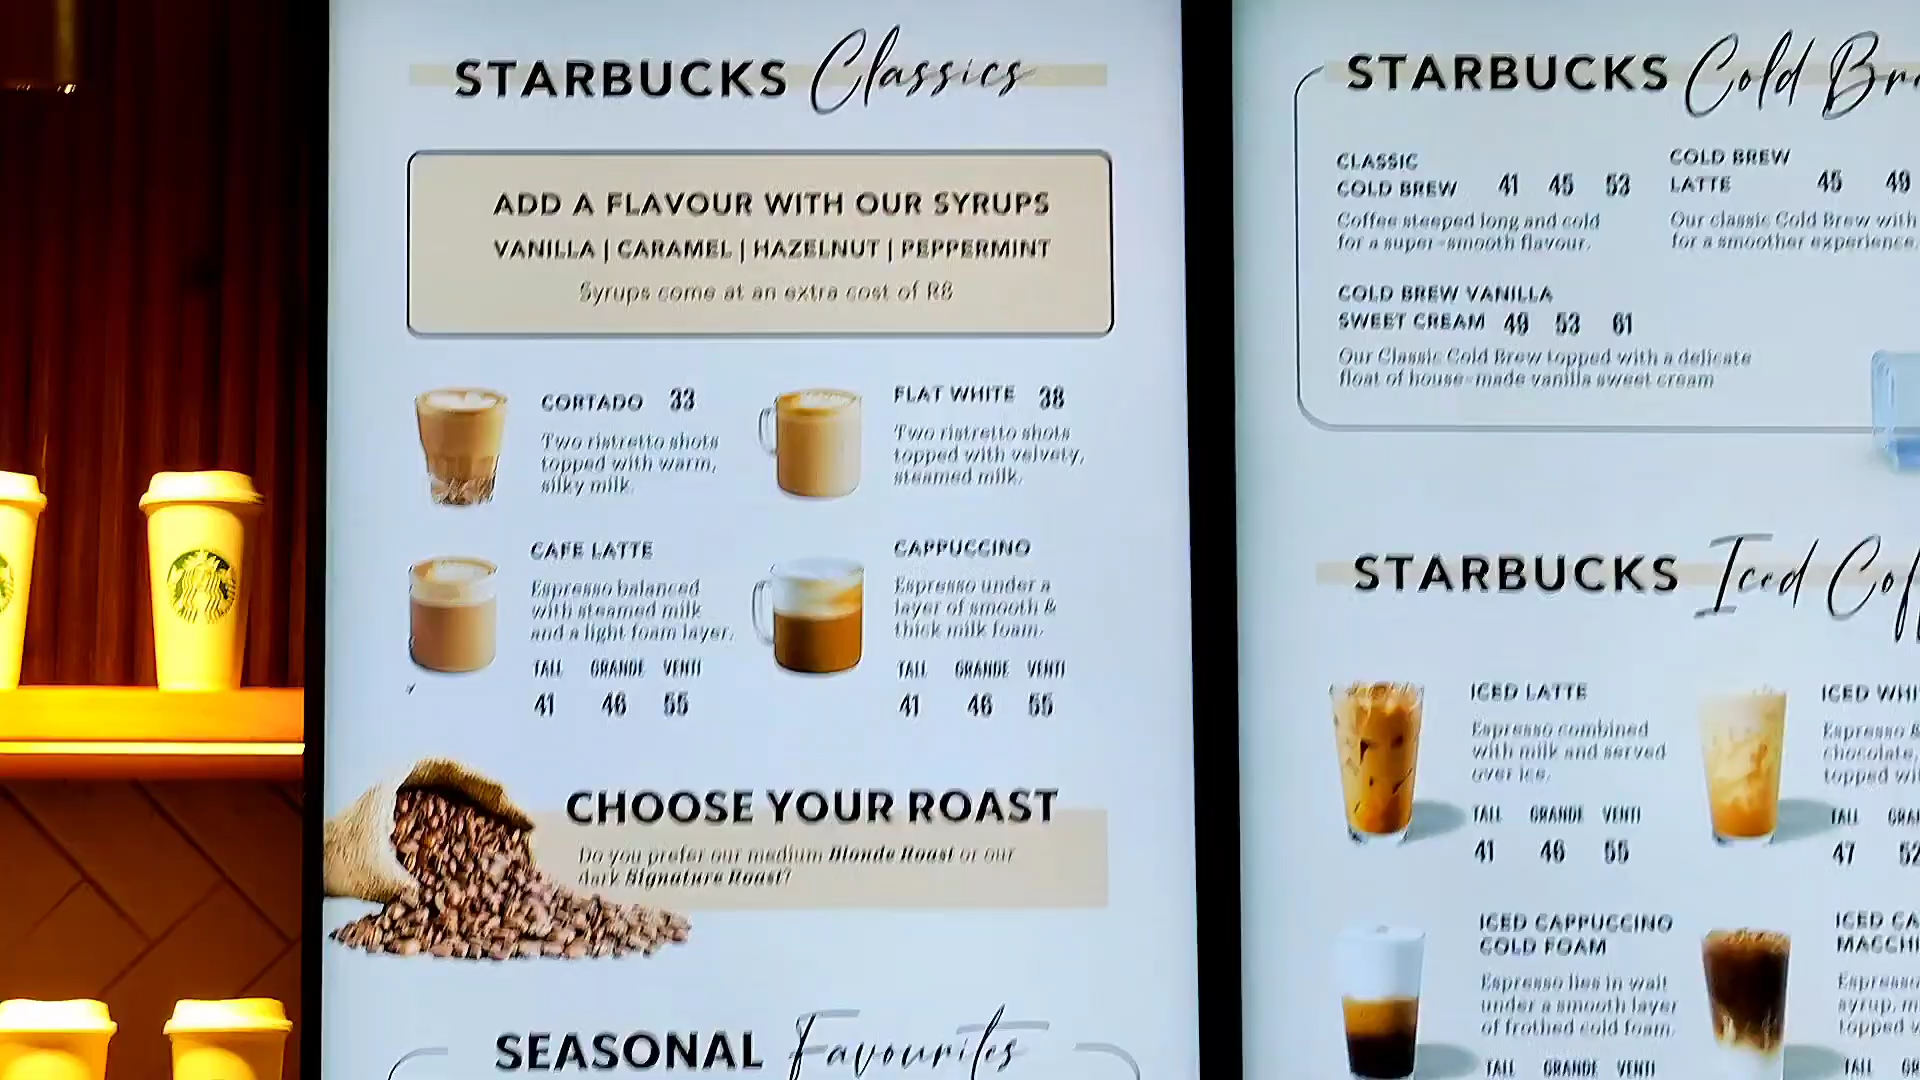 STARBUCKS Classics
ADD A FLAVOUR WITH OUR SYRUPS
VANILLA | CARAMEL | HAZELNUT | PEPPERMINT
Syrups come at an extra cost of R8
CORTADO 33
Two ristretto shots
topped with warm,
silky milk.
FLAT WHITE 38
Two ristretto shots
topped with velvety,
steamed milk.
CAFE LATTE
Espresso balanced
with steamed milk
and a light foam layer.
TALL GRANDE VENTI
41 46 55
CAPPUCCINO
Espresso under a
layer of smooth &
thick milk foam.
TALL GRANDE VENTI
41 46 55
CHOOSE YOUR ROAST
Do you prefer our medium Blonde Roast or our
dark Signature Roast?
SEASONAL Favourites
STARBUCKS Cold
CLASSIC
COLD BREW 41 45 53
Coffee steeped long and cold
for a super-smooth flavour.
COLD BREW
LATTE 45 49
Our classic Cold Brew with
for a smoother experience.
COLD BREW VANILLA
SWEET CREAM 49 53 61
Our Classic Cold Brew topped with a delicate
float of house-made vanilla sweet cream
STARBUCKS Iced
ICED LATTE
Espresso combined
with milk and served
over ice.
TALL GRANDE VENTI
41 46 55
ICED
Espresso &
chocolate,
topped
TALL
47 52
ICED CAPPUCCINO
COLD FOAM
Espresso lies in wait
under a smooth layer
of frothed cold foam.
TALL GRANDE VENTI
ICED
Espresso
syrup,
topped
TALL